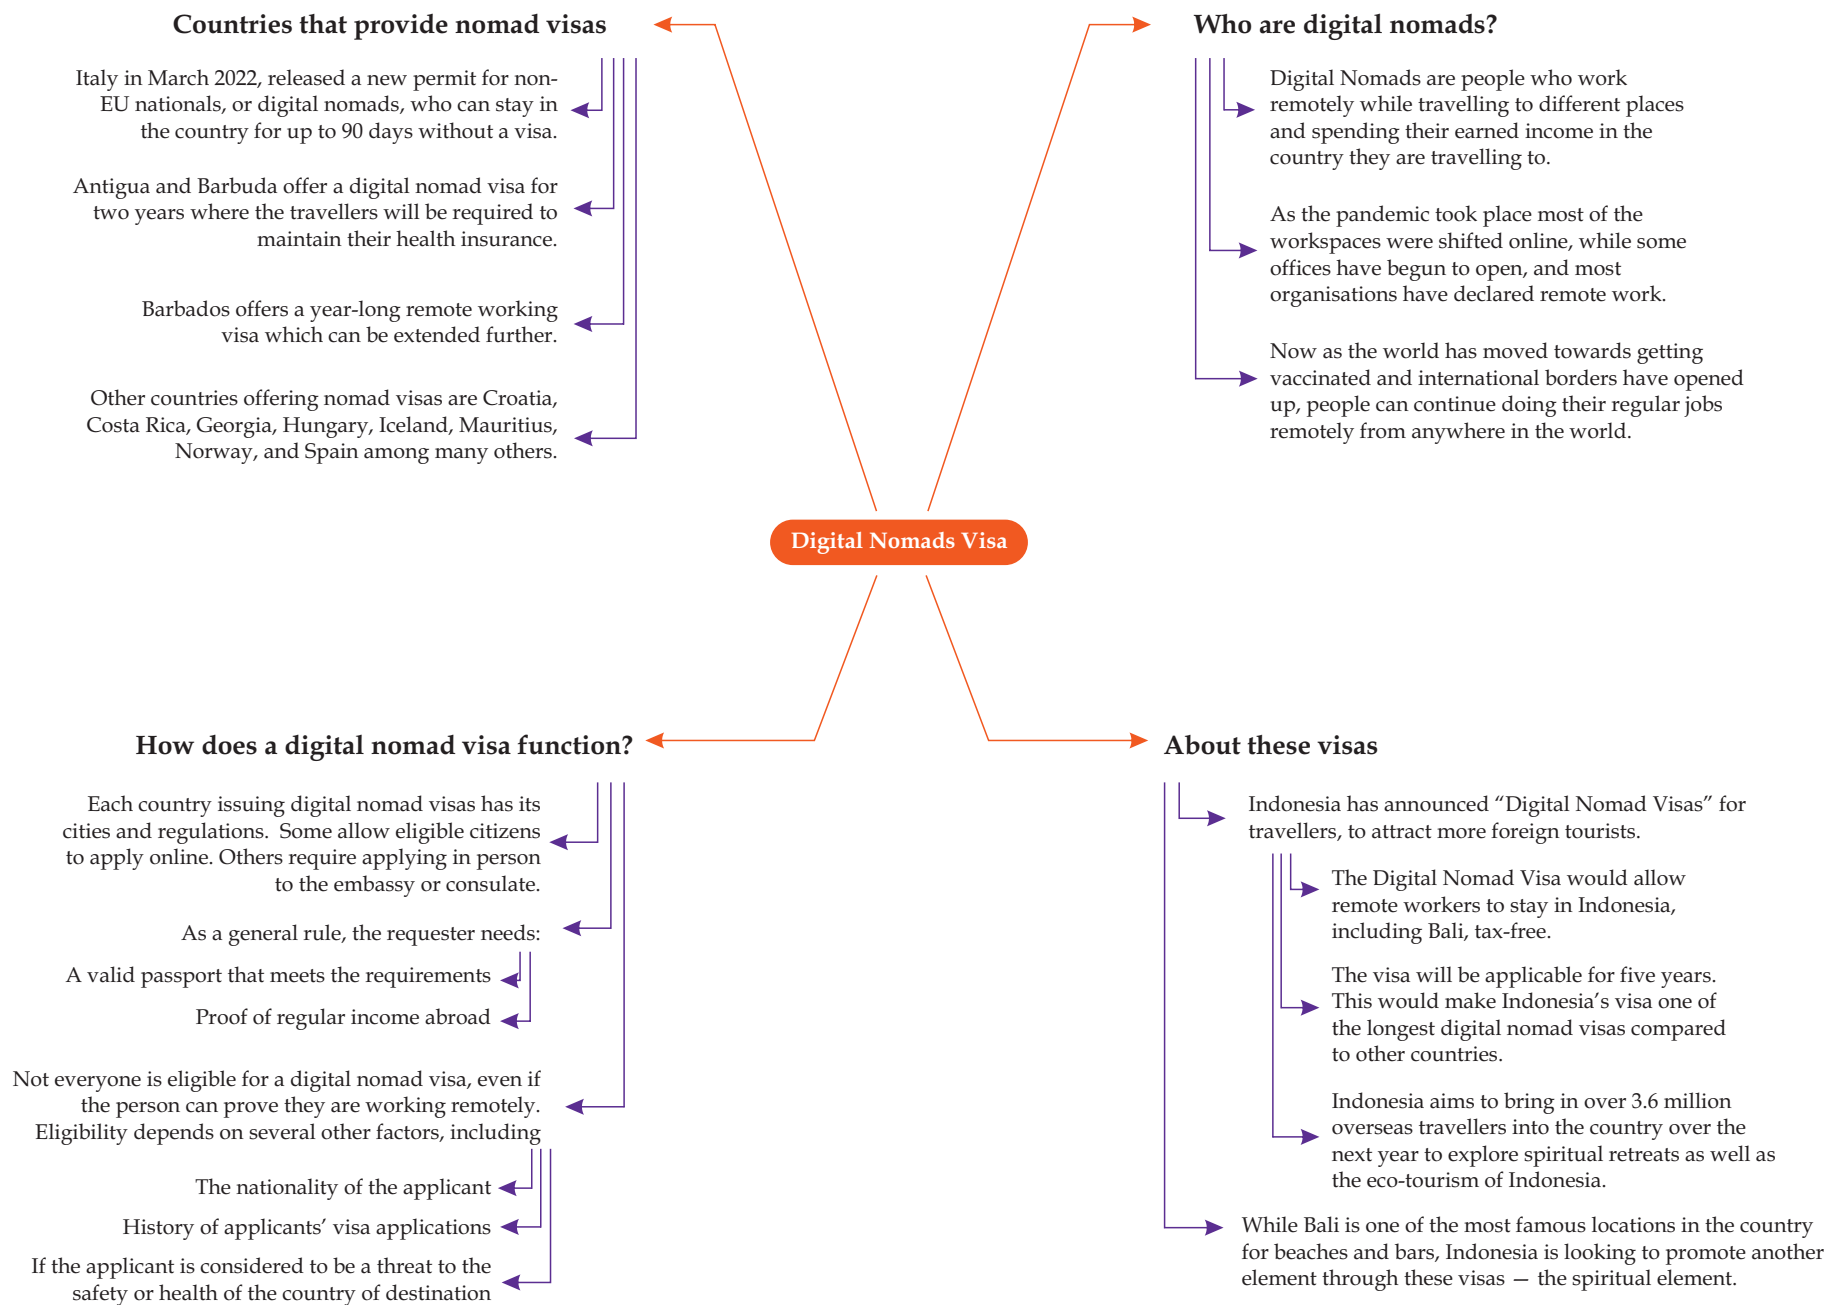 Countries that provide nomad visas
Italy in March 2022, released a new permit for non-
EU nationals, or digital nomads, who can stay in
the country for up to 90 days without a visa.
Antigua and Barbuda offer a digital nomad visa for
two years where the travellers will be required to
maintain their health insurance.
Barbados offers a year-long remote working
visa which can be extended further.
Other countries offering nomad visas are Croatia,
Costa Rica, Georgia, Hungary, Iceland, Mauritius,
Norway, and Spain among many others.
Who are digital nomads?
Digital Nomads are people who work
remotely while travelling to different places
and spending their earned income in the
country they are travelling to.
As the pandemic took place most of the
workspaces were shifted online, while some
offices have begun to open, and most
organisations have declared remote work.
Now as the world has moved towards getting
vaccinated and international borders have opened
up, people can continue doing their regular jobs
remotely from anywhere in the world.
Digital Nomads Visa
How does a digital nomad visa function?
Each country issuing digital nomad visas has its
cities and regulations.  Some allow eligible citizens
to apply online. Others require applying in person
to the embassy or consulate.
As a general rule, the requester needs:
A valid passport that meets the requirements
Proof of regular income abroad
Not everyone is eligible for a digital nomad visa, even if
the person can prove they are working remotely.
Eligibility depends on several other factors, including
The nationality of the applicant
History of applicants’ visa applications
If the applicant is considered to be a threat to the
safety or health of the country of destination
About these visas
Indonesia has announced “Digital Nomad Visas” for
travellers, to attract more foreign tourists.
The Digital Nomad Visa would allow
remote workers to stay in Indonesia,
including Bali, tax-free.
The visa will be applicable for five years.
This would make Indonesia’s visa one of
the longest digital nomad visas compared
to other countries.
Indonesia aims to bring in over 3.6 million
overseas travellers into the country over the
next year to explore spiritual retreats as well as
the eco-tourism of Indonesia.
While Bali is one of the most famous locations in the country
for beaches and bars, Indonesia is looking to promote another
element through these visas — the spiritual element.